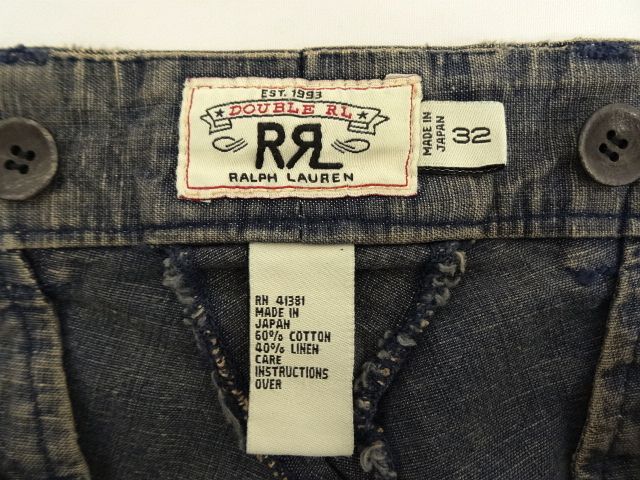 EST. 1993
DOUBLE RL
RRL
RALPH LAUREN
MADE IN
JAPAN
32
RN 41381
MADE IN
JAPAN
60% COTTON
40% LINEN
CARE
INSTRUCTIONS
OVER